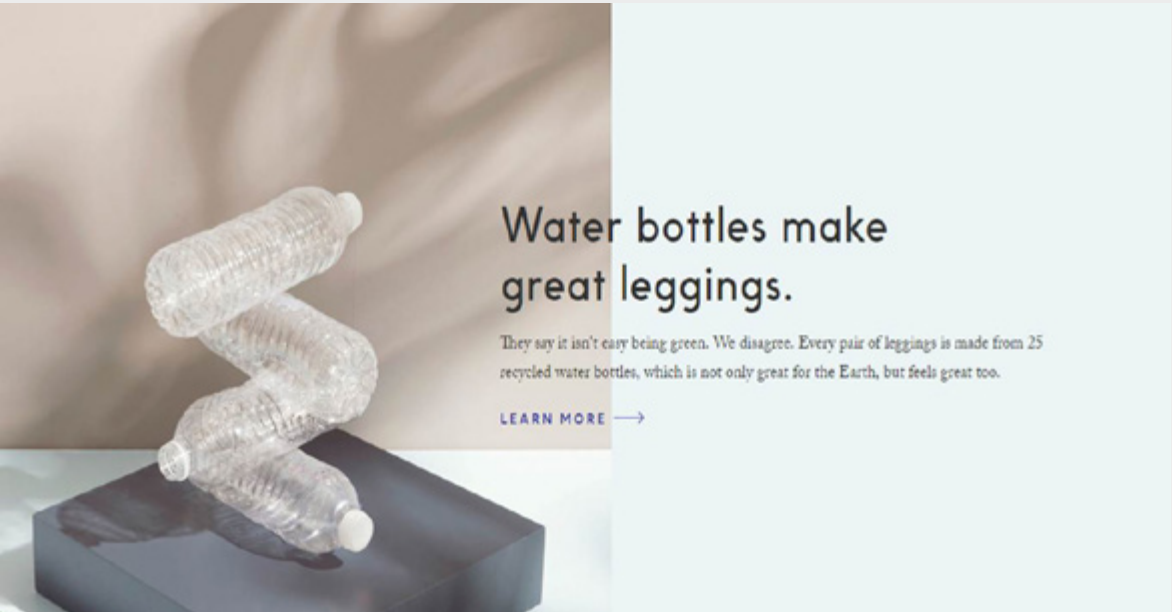 Water bottles make
great leggings.
They say it isn't easy being green. We disagree. Every pair of leggings is made from 25
recycled water bottles, which is not only great for the Earth, but feels great too.
LEARN MORE